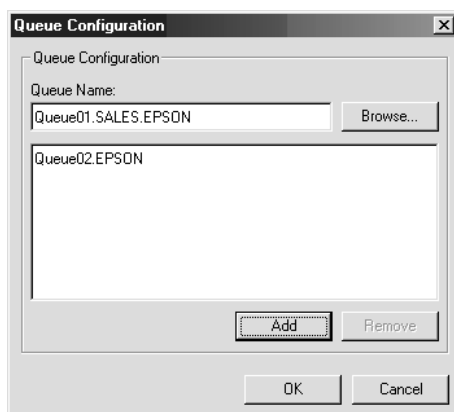 Queue Configuration
Queue Configuration
Queue Name:
Queue01.SALES.EPSON
Browse...
Queue02.EPSON
Add
Remove
OK
Cancel